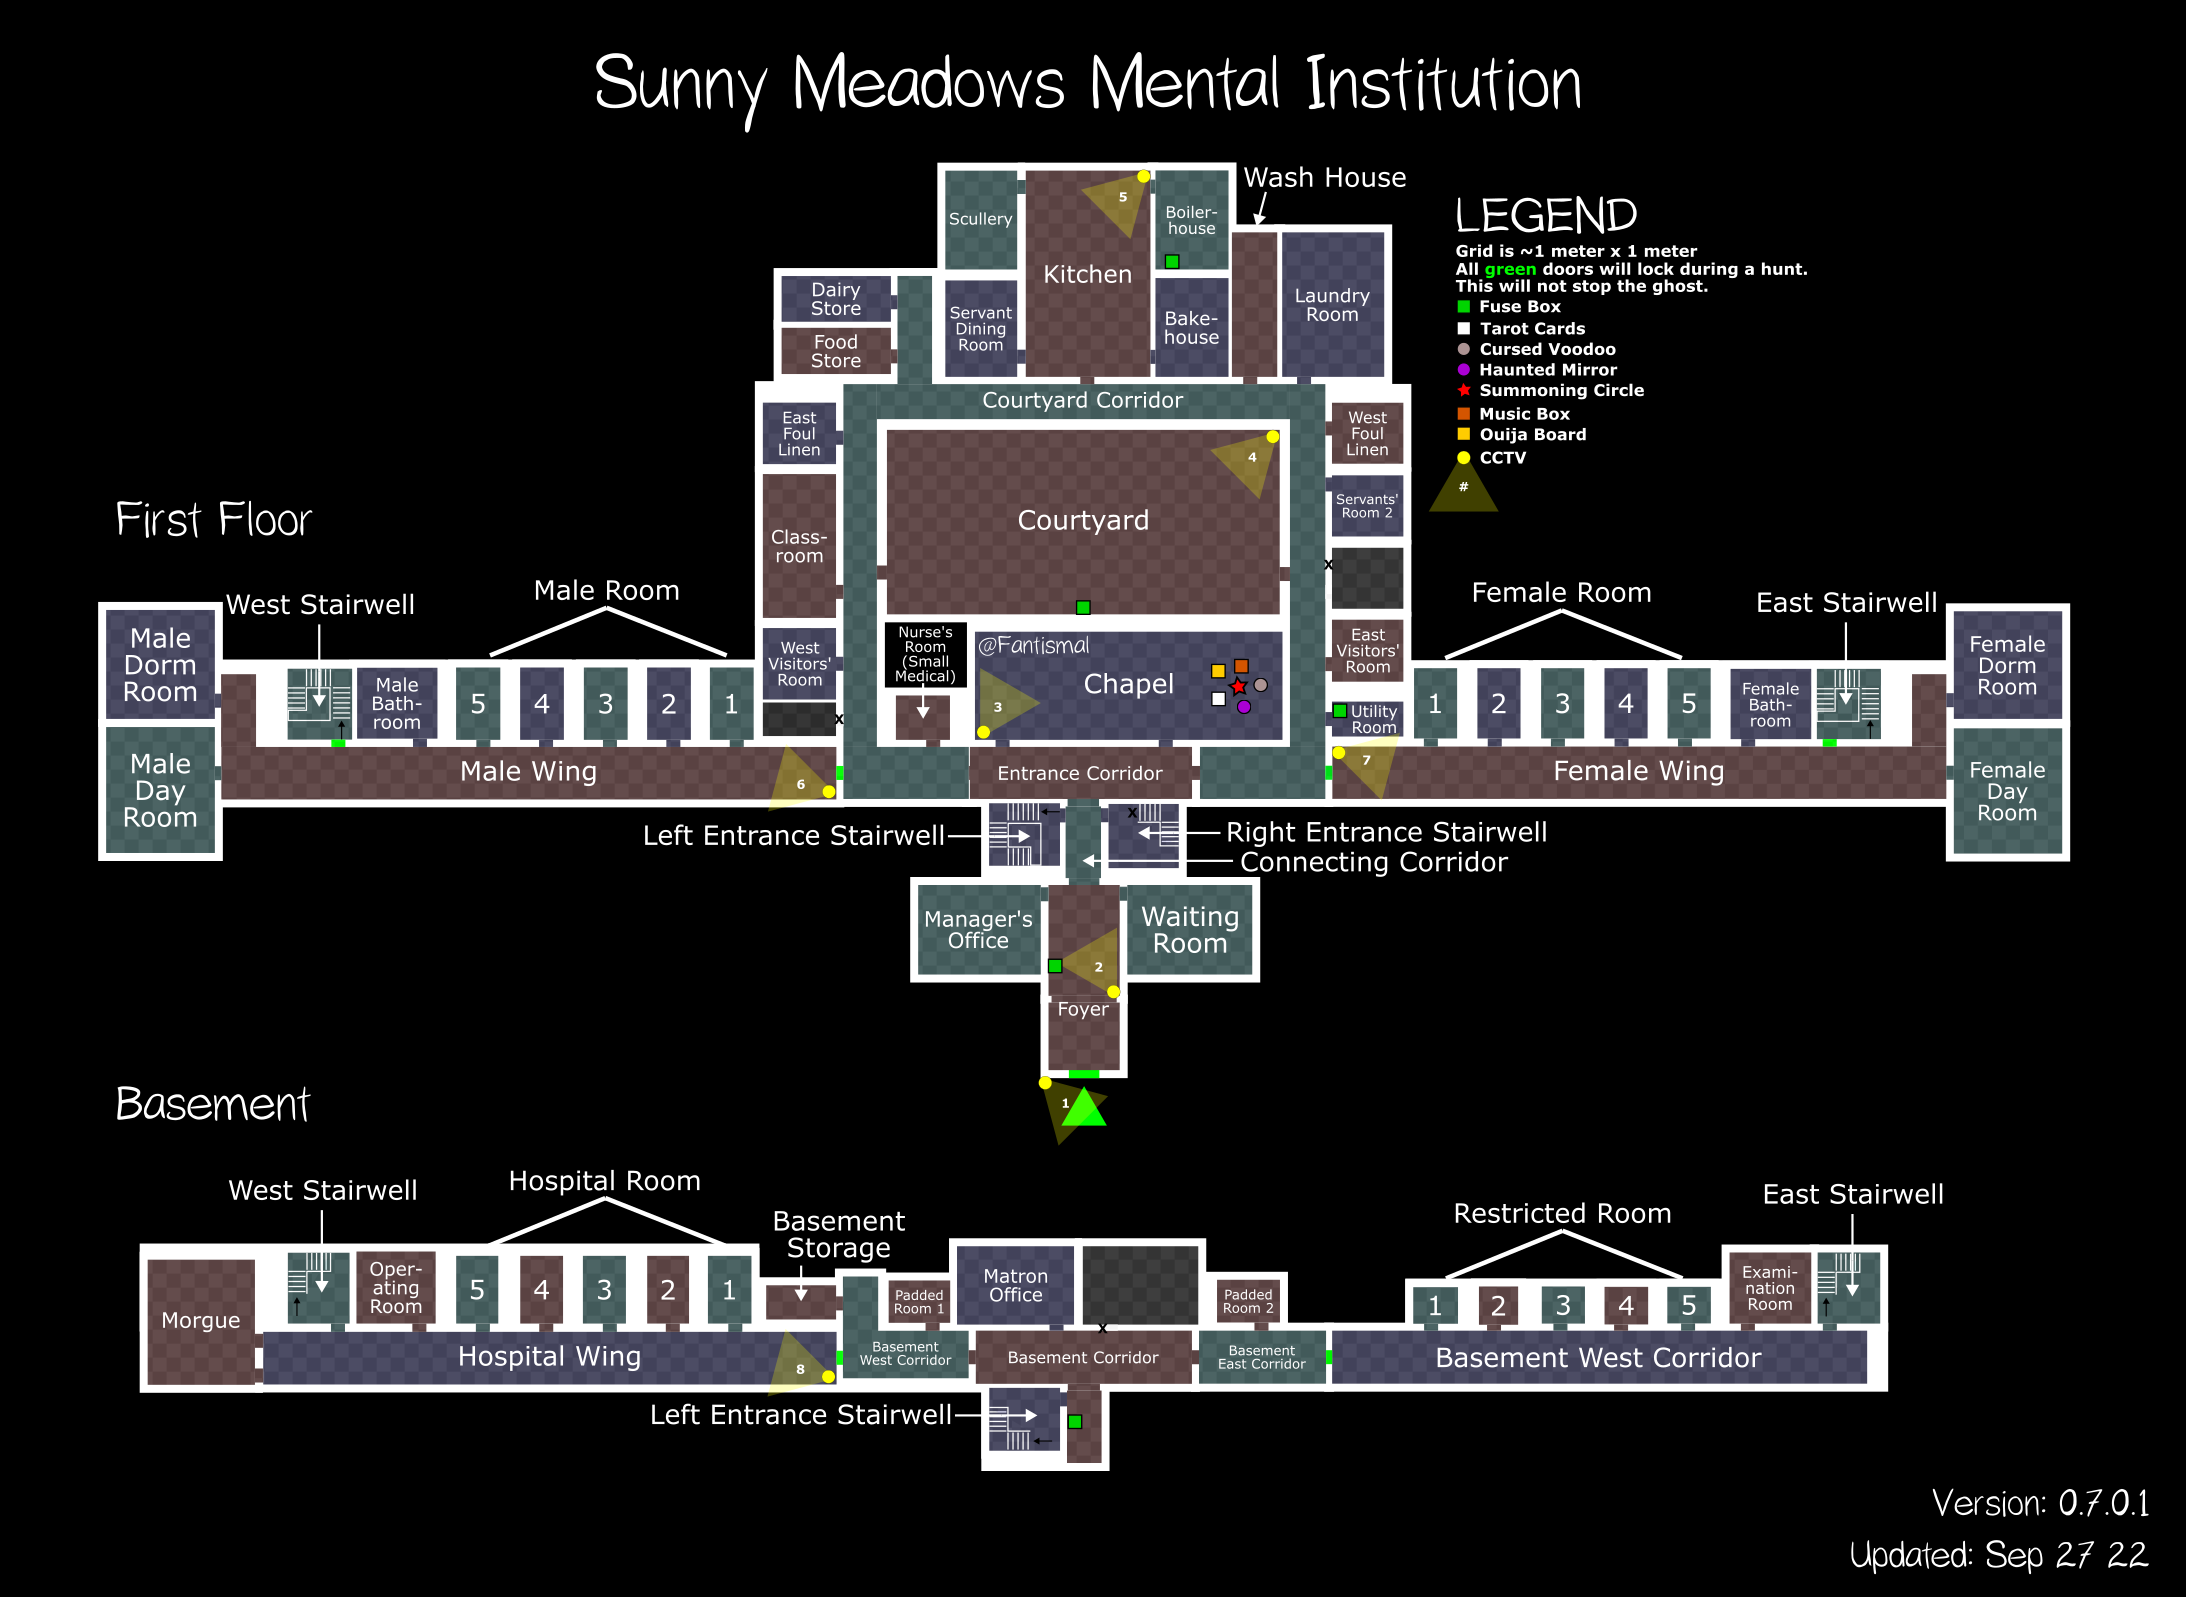 Sunny Meadows Mental Institution
Wash House
LEGEND
Grid is ~1 meter x 1 meter
All green doors will lock during a hunt.
This will not stop the ghost.
Fuse Box
Tarot Cards
Cursed Voodoo
Haunted Mirror
Summoning Circle
Music Box
Ouija Board
CCTV
#
Scullery
5
Kitchen
Boiler-
house
Dairy
Store
Food
Store
Servant
Dining
Room
Bake-
house
Laundry
Room
Courtyard Corridor
East
Foul
Linen
West
Foul
Linen
4
Courtyard
Class-
room
Servants'
Room 2
x
First Floor
West Stairwell
Male Room
Female Room
East Stairwell
Male
Dorm
Room
Male
Bath-
room
5
4
3
2
1
West
Visitors'
Room
x
Nurse's
Room
(Small
Medical)
@Fantismal
Chapel
3
East
Visitors'
Room
Utility
Room
1
2
3
4
5
Female
Bath-
room
Female
Dorm
Room
Male
Day
Room
Male Wing
6
Entrance Corridor
7
Female Wing
Female
Day
Room
Left Entrance Stairwell
x
Right Entrance Stairwell
Connecting Corridor
Manager's
Office
Waiting
Room
2
Foyer
1
Basement
West Stairwell
Hospital Room
Basement
Storage
Restricted Room
East Stairwell
Morgue
Oper-
ating
Room
5
4
3
2
1
Padded
Room 1
Matron
Office
x
Padded
Room 2
1
2
3
4
5
Exami-
nation
Room
Hospital Wing
8
Basement
West Corridor
Basement Corridor
Basement
East Corridor
Basement West Corridor
Left Entrance Stairwell
Version: 0.7.0.1
Updated: Sep 27 22